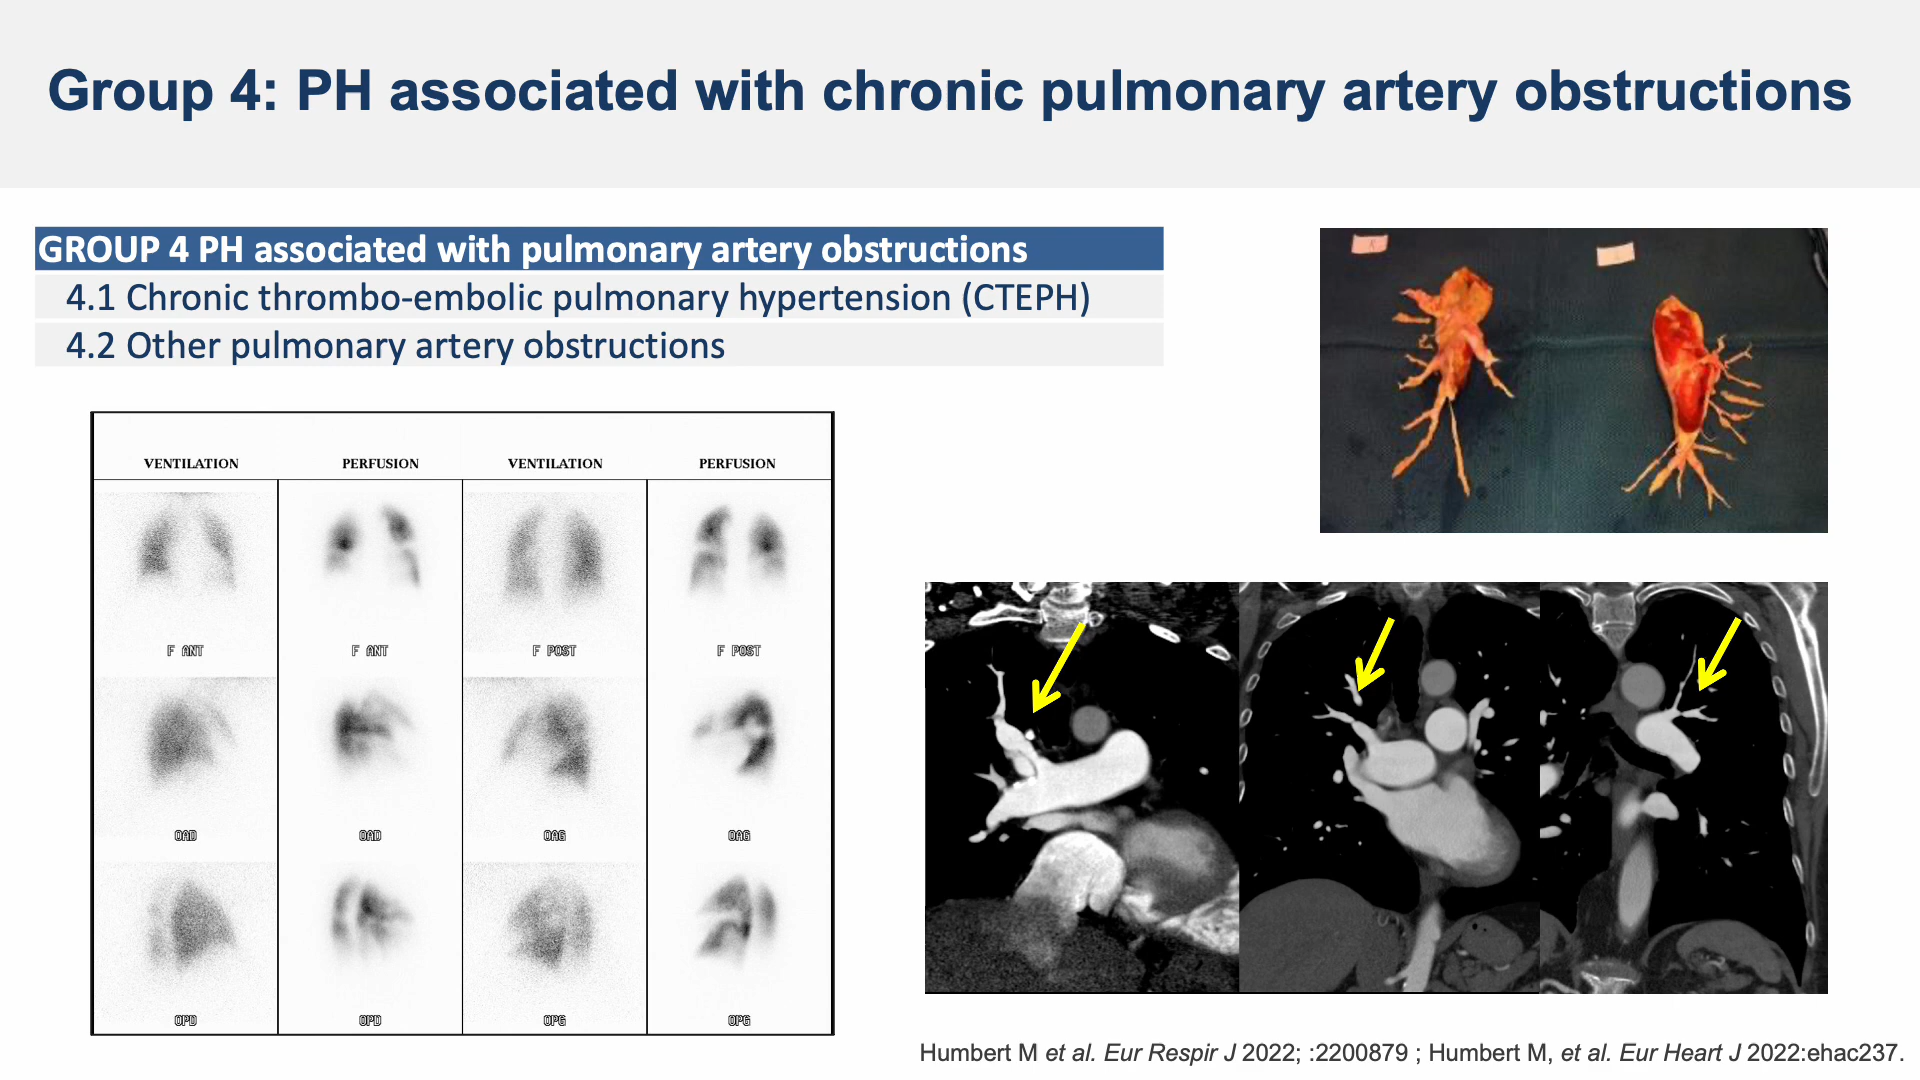 Group 4: PH associated with chronic pulmonary artery obstructions
GROUP 4 PH associated with pulmonary artery obstructions
4.1 Chronic thrombo-embolic pulmonary hypertension (CTEPH)
4.2 Other pulmonary artery obstructions
VENTILATION PERFUSION VENTILATION PERFUSION
F ANT F ANT F POST F POST
OAD OAD OAG OAG
OPD OPD OPG OPG
Humbert M et al. Eur Respir J 2022; :2200879 ; Humbert M, et al. Eur Heart J 2022:ehac237.